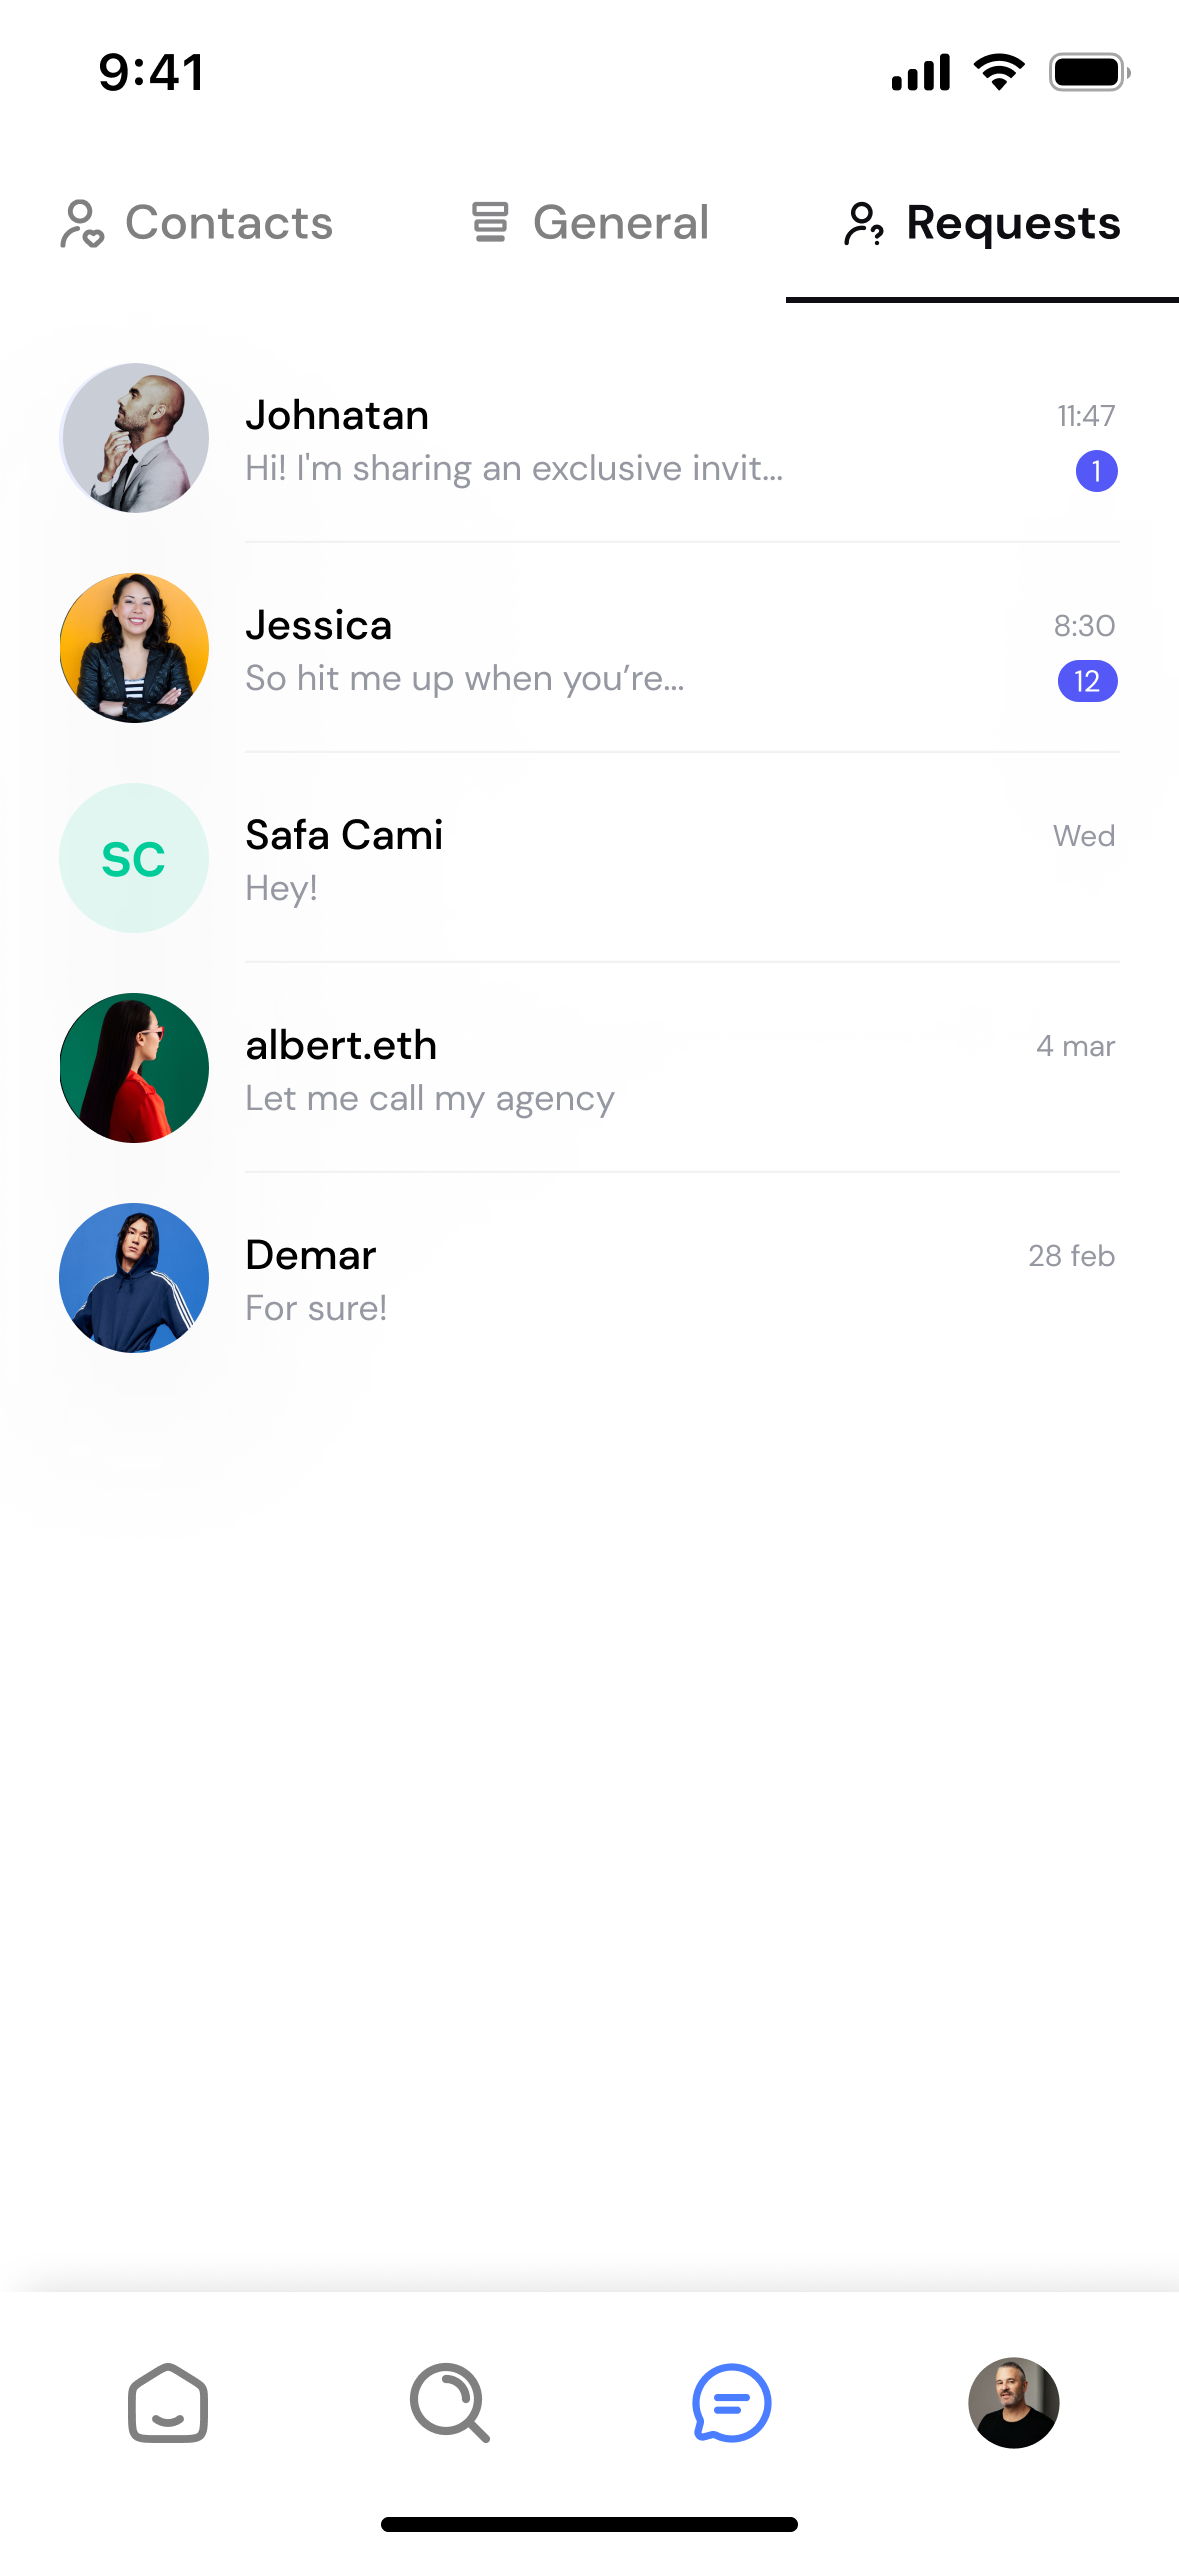 9:41
Contacts General Requests
Johnatan 11:47
Hi! I'm sharing an exclusive invit... 1
Jessica 8:30
So hit me up when you’re... 12
SC
Safa Cami Wed
Hey!
albert.eth 4 mar
Let me call my agency
Demar 28 feb
For sure!